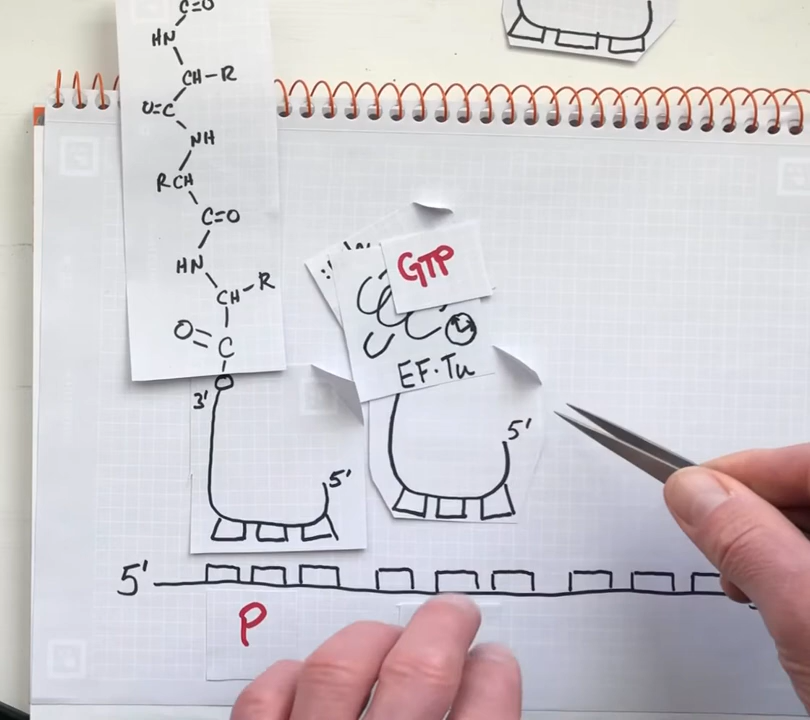 C=O
HN
CH-R
O=C
NH
RCH
C=O
HN
CH-R
O=C
3'
5'
GTP
EF.Tu
5'
5'
P